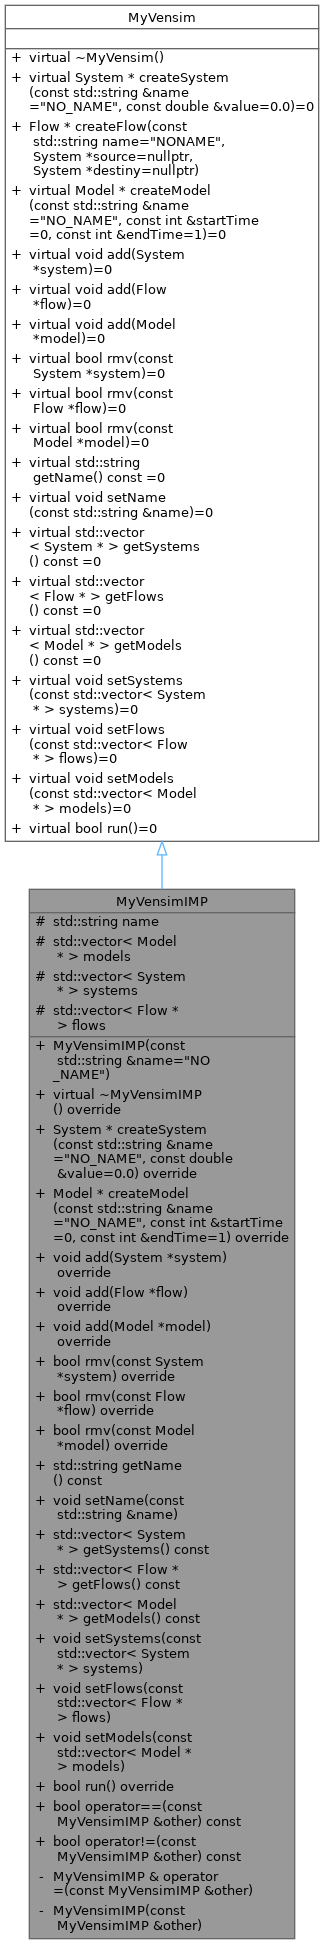 MyVensim
+ virtual ~MyVensim()
+ virtual System * createSystem
(const std::string &name
="NO_NAME", const double &value=0.0)=0
+ Flow * createFlow(const
std::string name="NONAME",
System *source=nullptr,
System *destiny=nullptr)
+ virtual Model * createModel
(const std::string &name
="NO_NAME", const int &startTime
=0, const int &endTime=1)=0
+ virtual void add(System
*system)=0
+ virtual void add(Flow
*flow)=0
+ virtual void add(Model
*model)=0
+ virtual bool rmv(const
System *system)=0
+ virtual bool rmv(const
Flow *flow)=0
+ virtual bool rmv(const
Model *model)=0
+ virtual std::string
getName() const =0
+ virtual void setName
(const std::string &name)=0
+ virtual std::vector
< System * > getSystems
() const =0
+ virtual std::vector
< Flow * > getFlows
() const =0
+ virtual std::vector
< Model * > getModels
() const =0
+ virtual void setSystems
(const std::vector< System
* > systems)=0
+ virtual void setFlows
(const std::vector< Flow
* > flows)=0
+ virtual void setModels
(const std::vector< Model
* > models)=0
+ virtual bool run()=0
MyVensimIMP
# std::string name
# std::vector< Model
* > models
# std::vector< System
* > systems
# std::vector< Flow *
> flows
+ MyVensimIMP(const
std::string &name="NO
_NAME")
+ virtual ~MyVensimIMP
() override
+ System * createSystem
(const std::string &name
="NO_NAME", const double
&value=0.0) override
+ Model * createModel
(const std::string &name
="NO_NAME", const int &startTime
=0, const int &endTime=1) override
+ void add(System *system)
override
+ void add(Flow *flow)
override
+ void add(Model *model)
override
+ bool rmv(const System
*system) override
+ bool rmv(const Flow
*flow) override
+ bool rmv(const Model
*model) override
+ std::string getName
() const
+ void setName(const
std::string &name)
+ std::vector< System
* > getSystems() const
+ std::vector< Flow *
> getFlows() const
+ std::vector< Model
* > getModels() const
+ void setSystems(const
std::vector< System
* > systems)
+ void setFlows(const
std::vector< Flow *
> flows)
+ void setModels(const
std::vector< Model *
> models)
+ bool run() override
+ bool operator==(const
MyVensimIMP &other) const
+ bool operator!=(const
MyVensimIMP &other) const
- MyVensimIMP & operator
=(const MyVensimIMP &other)
- MyVensimIMP(const
MyVensimIMP &other)